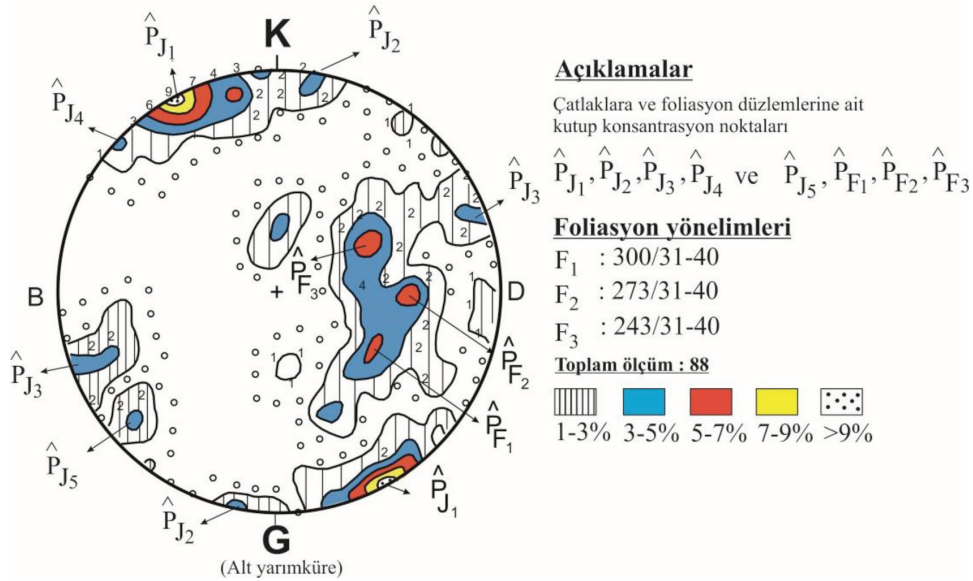 K
P̂J1
P̂J2
P̂J4
P̂J3
B
D
P̂F3
P̂F2
P̂F1
P̂J3
P̂J5
P̂J2
P̂J1
G
(Alt yarımküre)
Açıklamalar
Çatlaklara ve foliasyon düzlemlerine ait
kutup konsantrasyon noktaları
P̂J1, P̂J2, P̂J3, P̂J4 ve P̂J5, P̂F1, P̂F2, P̂F3
Foliasyon yönelimleri
F1 : 300/31-40
F2 : 273/31-40
F3 : 243/31-40
Toplam ölçüm : 88
1-3% 3-5% 5-7% 7-9% >9%